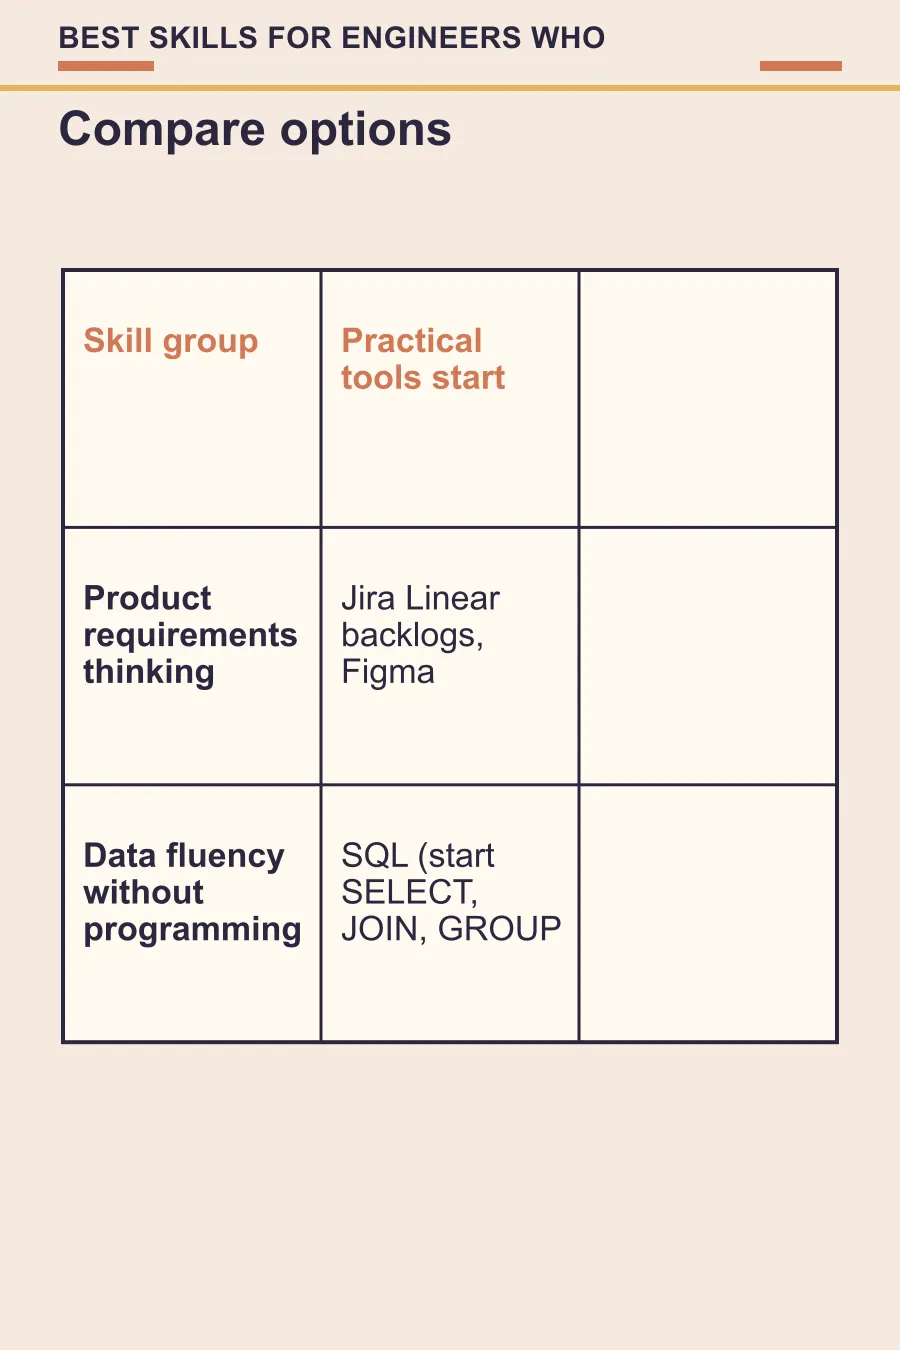 BEST SKILLS FOR ENGINEERS WHO
Compare options
Skill group
Practical
tools start
Product
requirements
thinking
Jira Linear
backlogs,
Figma
Data fluency
without
programming
SQL (start
SELECT,
JOIN, GROUP